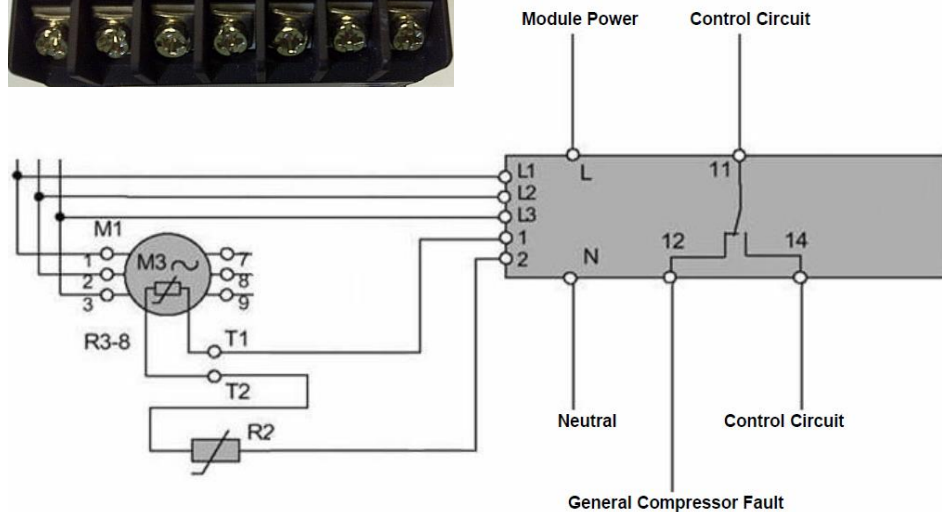 Module Power
Control Circuit
L1
L
11
L2
L3
M1
1
12
14
7
M3
1
2
N
2
8
3
9
R3-8
T1
T2
R2
Neutral
Control Circuit
General Compressor Fault